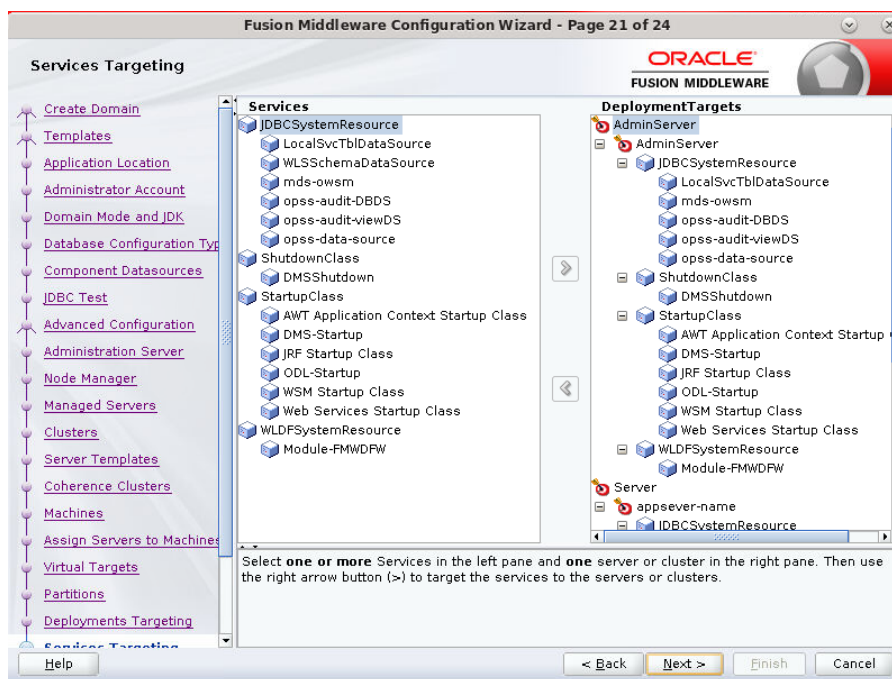 Fusion Middleware Configuration Wizard - Page 21 of 24
Services Targeting
ORACLE
FUSION MIDDLEWARE
Create Domain
Templates
Application Location
Administrator Account
Domain Mode and JDK
Database Configuration Typ
Component Datasources
JDBC Test
Advanced Configuration
Administration Server
Node Manager
Managed Servers
Clusters
Server Templates
Coherence Clusters
Machines
Assign Servers to Machines
Virtual Targets
Partitions
Deployments Targeting
Services Targeting
Services
JDBCSystemResource
LocalSvcTblDataSource
WLSSchemaDataSource
mds-owsm
opss-audit-DBDS
opss-audit-viewDS
opss-data-source
ShutdownClass
DMSShutdown
StartupClass
AWT Application Context Startup Class
DMS-Startup
JRF Startup Class
ODL-Startup
WSM Startup Class
Web Services Startup Class
WLDFSystemResource
Module-FMWDFW
DeploymentTargets
AdminServer
AdminServer
JDBCSystemResource
LocalSvcTblDataSource
mds-owsm
opss-audit-DBDS
opss-audit-viewDS
opss-data-source
ShutdownClass
DMSShutdown
StartupClass
AWT Application Context Startup
DMS-Startup
JRF Startup Class
ODL-Startup
WSM Startup Class
Web Services Startup Class
WLDFSystemResource
Module-FMWDFW
Server
appsever-name
JDBCSystemResource
Select one or more Services in the left pane and one server or cluster in the right pane. Then use
the right arrow button (>) to target the services to the servers or clusters.
Help
< Back
Next >
Finish
Cancel